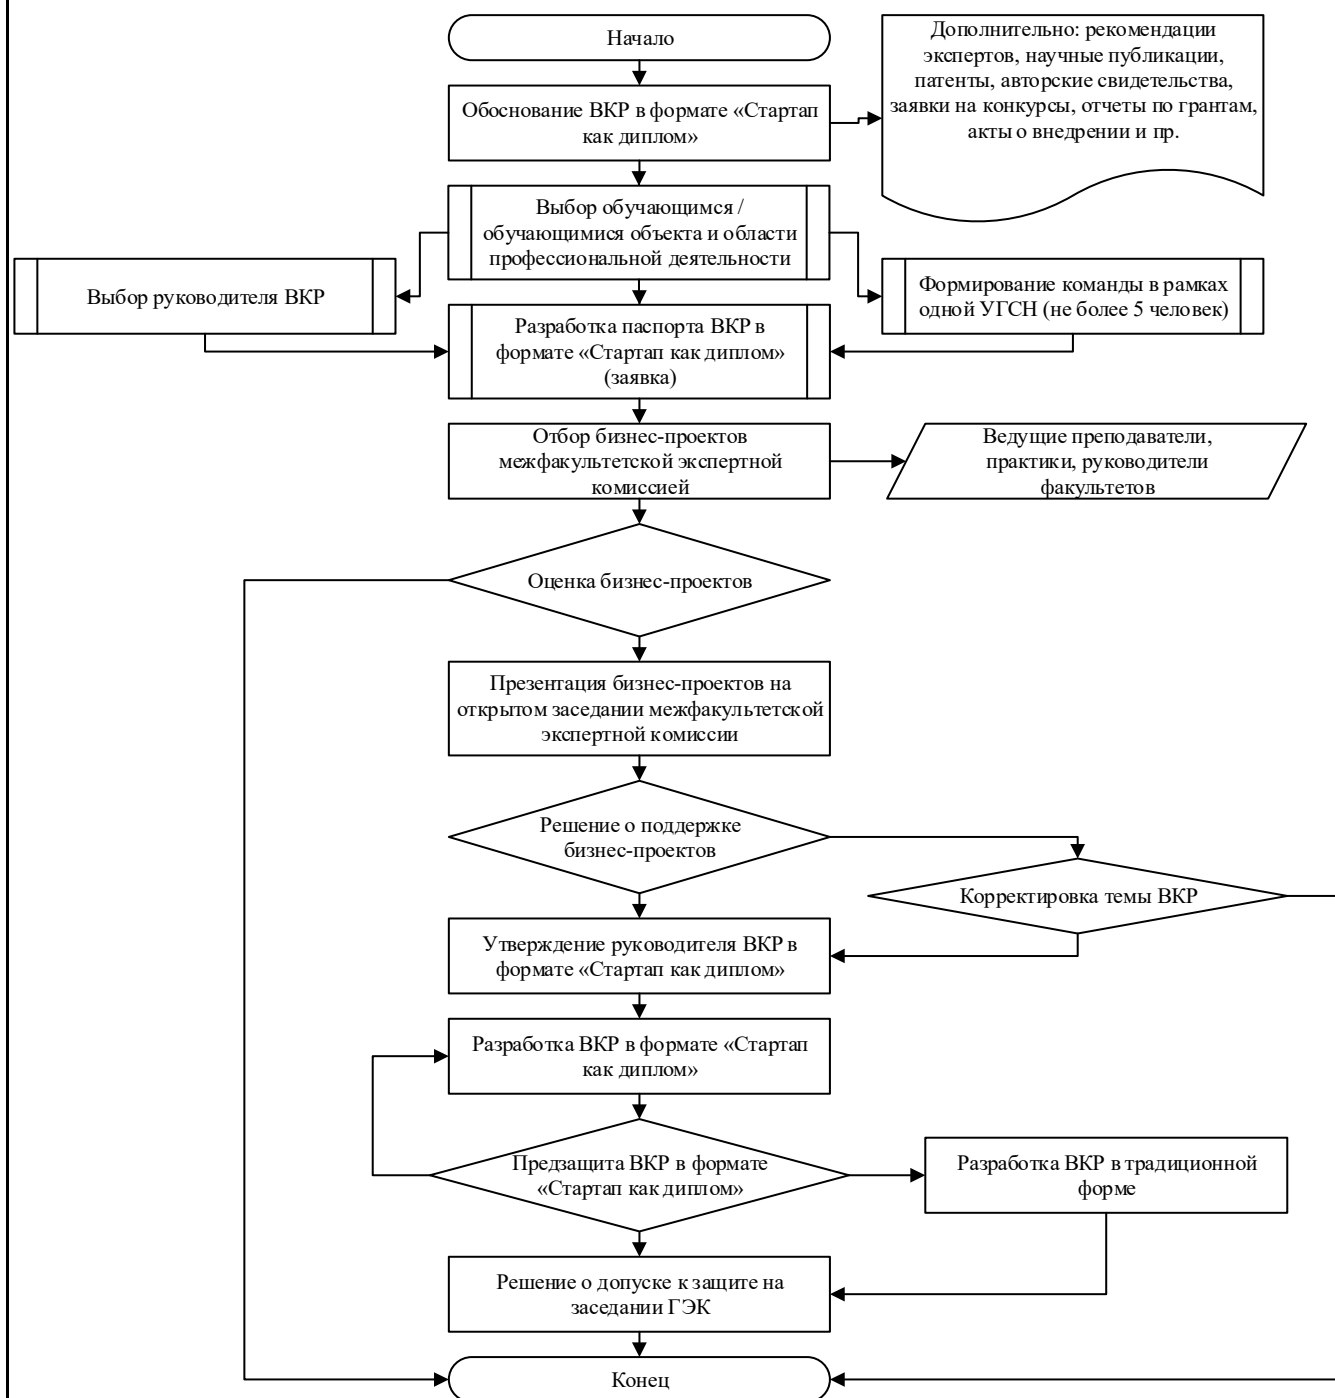 Начало
Дополнительно: рекомендации
экспертов, научные публикации,
патенты, авторские свидетельства,
заявки на конкурсы, отчеты по грантам,
акты о внедрении и пр.
Обоснование ВКР в формате «Стартап
как диплом»
Выбор обучающимся /
обучающимися объекта и области
профессиональной деятельности
Выбор руководителя ВКР
Формирование команды в рамках
одной УГСН (не более 5 человек)
Разработка паспорта ВКР в
формате «Стартап как диплом»
(заявка)
Отбор бизнес-проектов
межфакультетской экспертной
комиссией
Ведущие преподаватели,
практики, руководители
факультетов
Оценка бизнес-проектов
Презентация бизнес-проектов на
открытом заседании межфакультетской
экспертной комиссии
Решение о поддержке
бизнес-проектов
Корректировка темы ВКР
Утверждение руководителя ВКР в
формате «Стартап как диплом»
Разработка ВКР в формате «Стартап
как диплом»
Предзащита ВКР в формате
«Стартап как диплом»
Разработка ВКР в традиционной
форме
Решение о допуске к защите на
заседании ГЭК
Конец